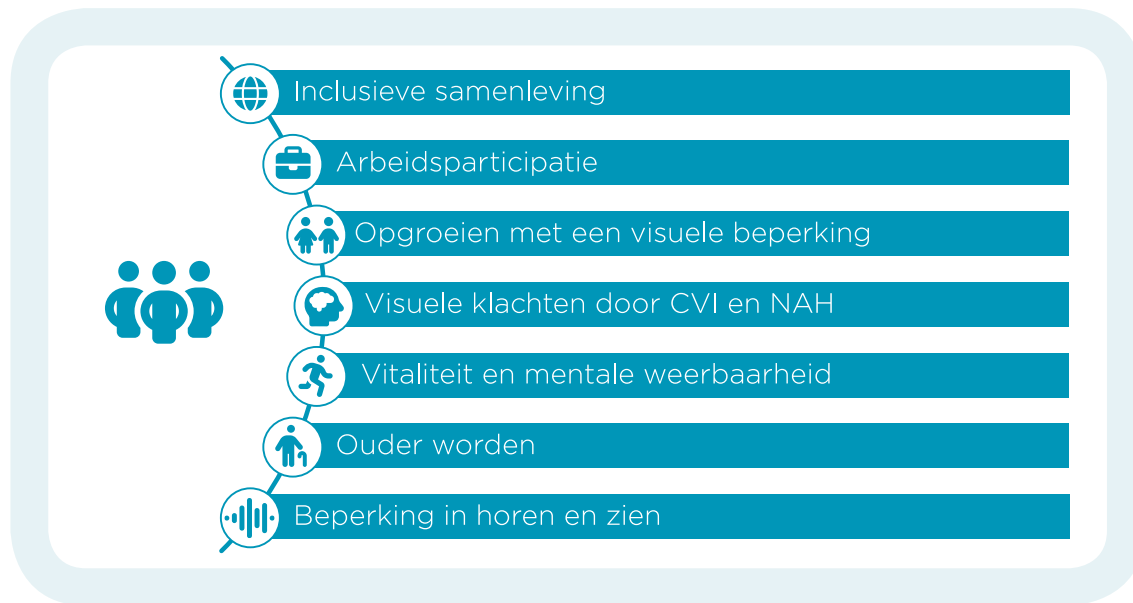 Inclusieve samenleving
Arbeidsparticipatie
Opgroeien met een visuele beperking
Visuele klachten door CVI en NAH
Vitaliteit en mentale weerbaarheid
Ouder worden
Beperking in horen en zien